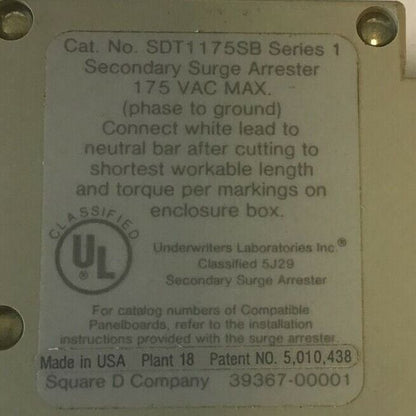 Cat. No. SDT1175SB Series 1
Secondary Surge Arrester
175 VAC MAX.
(phase to ground)
Connect white lead to
neutral bar after cutting to
shortest workable length
and torque per markings on
enclosure box.
CLASSIFIED
UL®
Underwriters Laboratories Inc®
Classified 5J29
Secondary Surge Arrester
For catalog numbers of Compatible
Panelboards, refer to the installation
instructions provided with the surge arrester.
Made in USA Plant 18 Patent NO. 5,010,438
Square D Company 39367-00001